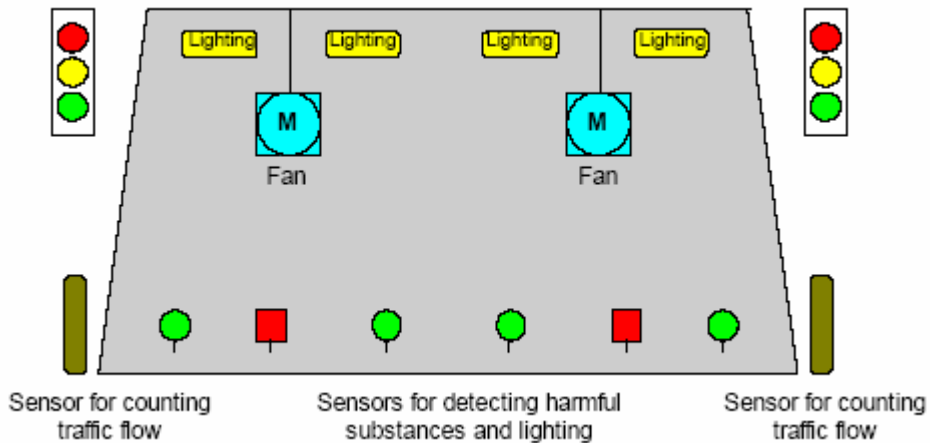 Lighting
Lighting
Lighting
Lighting
M
M
Fan
Fan
Sensor for counting
traffic flow
Sensors for detecting harmful
substances and lighting
Sensor for counting
traffic flow